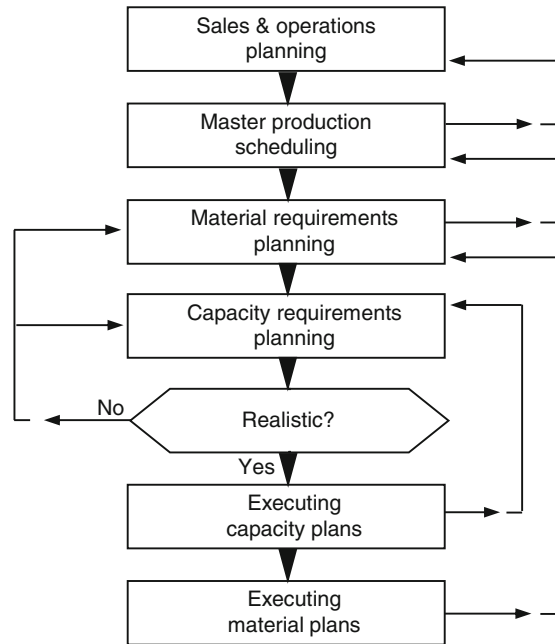 Sales & operations
planning
Master production
scheduling
Material requirements
planning
Capacity requirements
planning
No
Realistic?
Yes
Executing
capacity plans
Executing
material plans